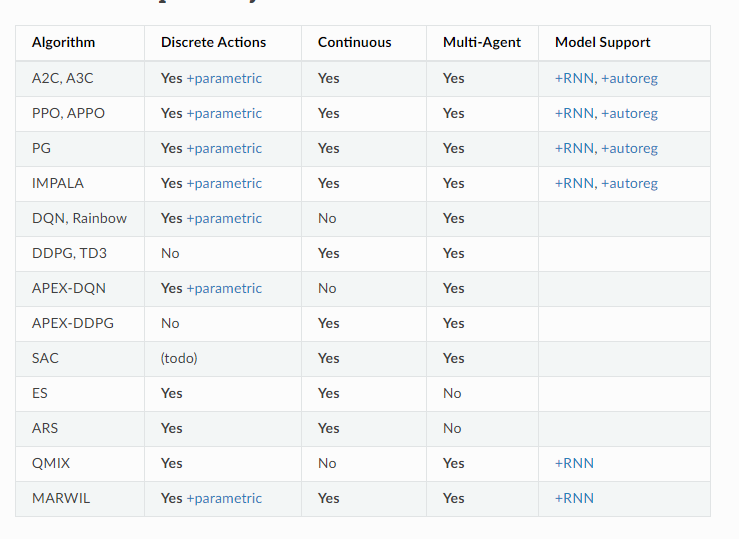 Algorithm Discrete Actions Continuous Multi-Agent Model Support
A2C, A3C Yes +parametric Yes Yes +RNN, +autoreg
PPO, APPO Yes +parametric Yes Yes +RNN, +autoreg
PG Yes +parametric Yes Yes +RNN, +autoreg
IMPALA Yes +parametric Yes Yes +RNN, +autoreg
DQN, Rainbow Yes +parametric No Yes
DDPG, TD3 No Yes Yes
APEX-DQN Yes +parametric No Yes
APEX-DDPG No Yes Yes
SAC (todo) Yes Yes
ES Yes Yes No
ARS Yes Yes No
QMIX Yes No Yes +RNN
MARWIL Yes +parametric Yes Yes +RNN